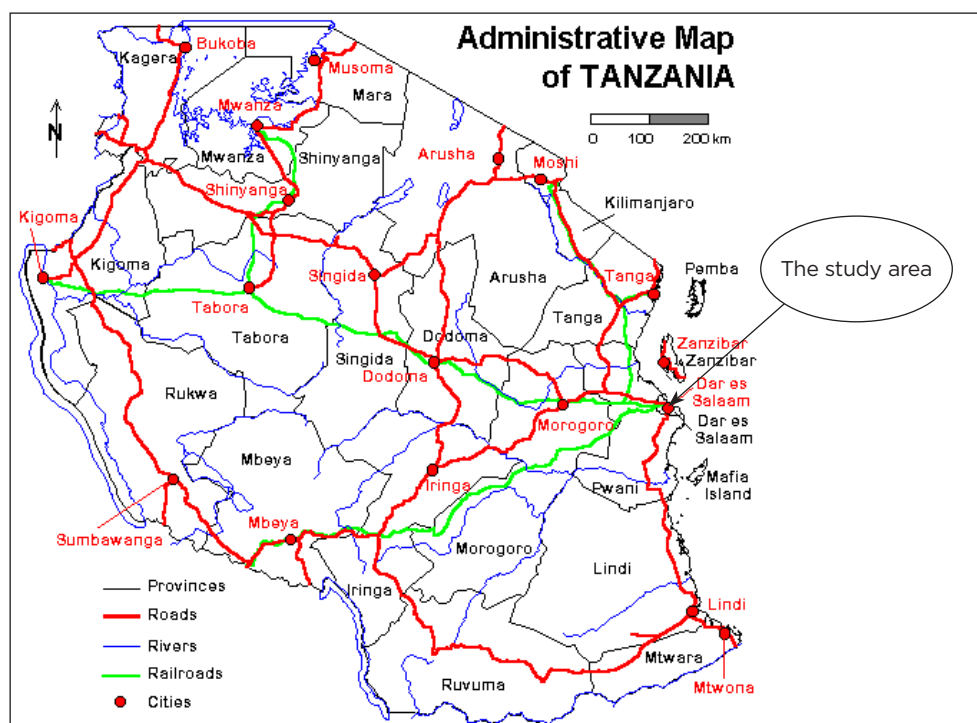 Administrative Map
of TANZANIA
0 100 200 km
N
Bukoba
Kagera
Musoma
Mara
Mwanza
Mwanza
Shinyanga
Shinyanga
Arusha
Moshi
Kilimanjaro
Kigoma
Kigoma
The study area
Singida
Arusha
Tanga
Pemba
Tabora
Tabora
Tanga
Dodoma
Singida
Dodoma
Zanzibar
Zanzibar
Rukwa
Dar es
Salaam
Morogoro
Dar es
Salaam
Mbeya
Iringa
Pwani
Mafia
Island
Sumbawanga
Mbeya
Morogoro
Lindi
Iringa
Lindi
Mtwara
Mtwona
Ruvuma
Provinces
Roads
Rivers
Railroads
Cities